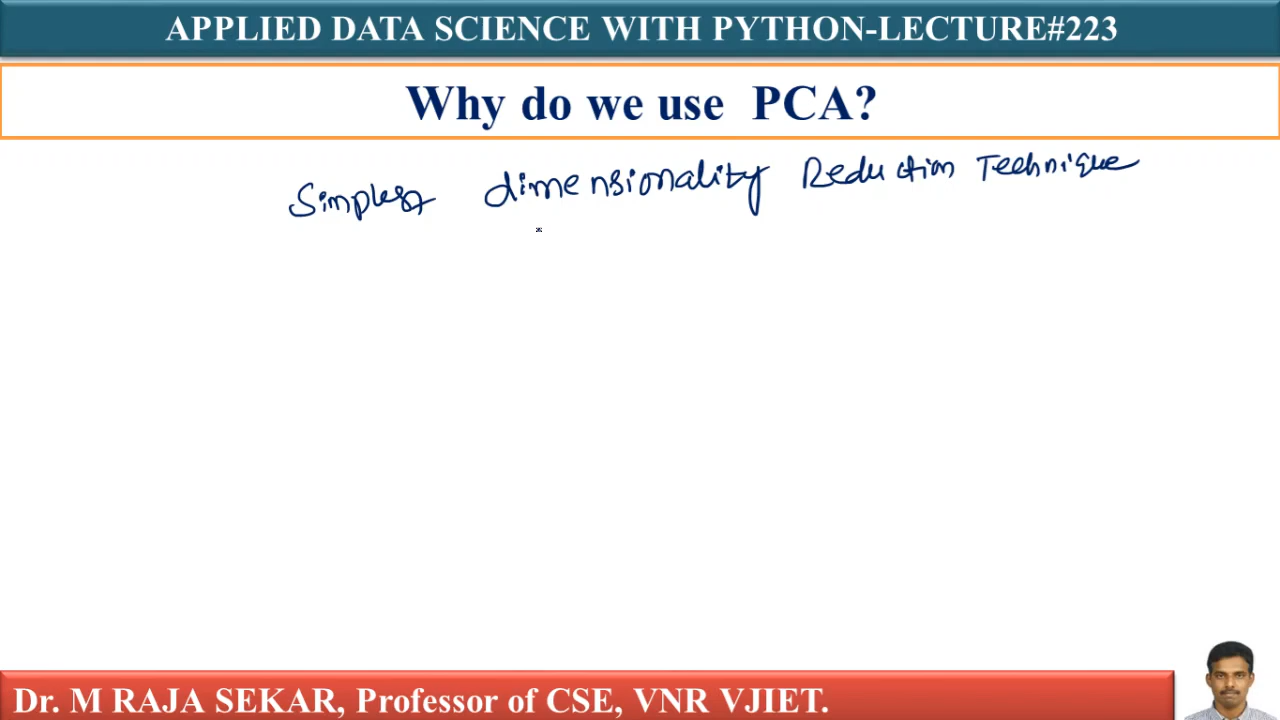 APPLIED DATA SCIENCE WITH PYTHON-LECTURE#223
Why do we use PCA?
Simplest dimensionality Reduction Technique
Dr. M RAJA SEKAR, Professor of CSE, VNR VJIET.